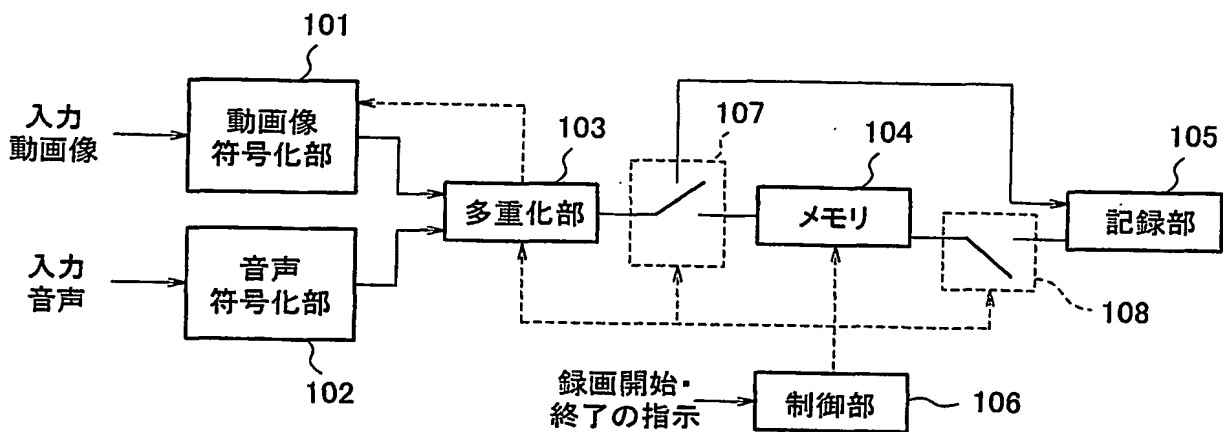 101
入力
動画像
動画像
符号化部
103
107
104
105
多重化部
メモリ
記録部
入力
音声
音声
符号化部
102
108
録画開始・
終了の指示
制御部
106